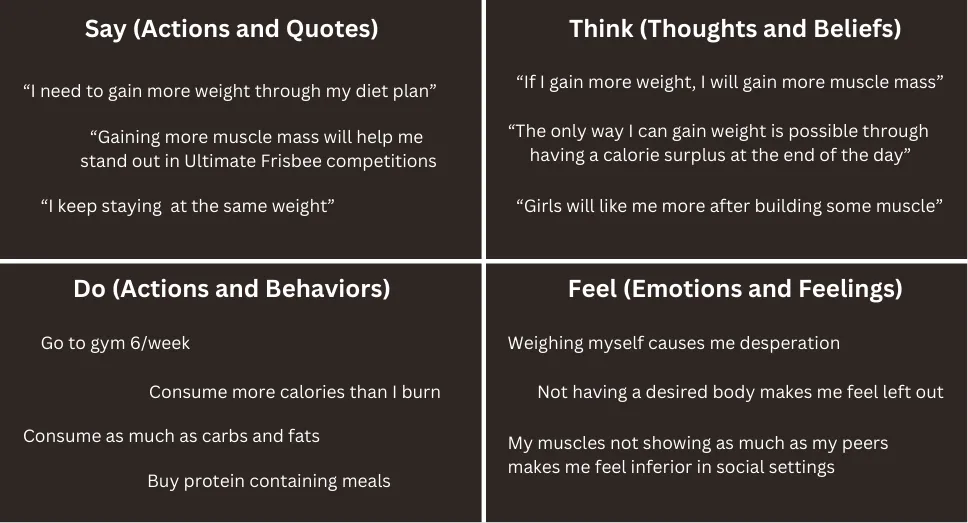 Say (Actions and Quotes)
“I need to gain more weight through my diet plan”
“Gaining more muscle mass will help me
stand out in Ultimate Frisbee competitions
“I keep staying  at the same weight”
Think (Thoughts and Beliefs)
“If I gain more weight, I will gain more muscle mass”
“The only way I can gain weight is possible through
having a calorie surplus at the end of the day”
“Girls will like me more after building some muscle”
Do (Actions and Behaviors)
Go to gym 6/week
Consume more calories than I burn
Consume as much as carbs and fats
Buy protein containing meals
Feel (Emotions and Feelings)
Weighing myself causes me desperation
Not having a desired body makes me feel left out
My muscles not showing as much as my peers
makes me feel inferior in social settings